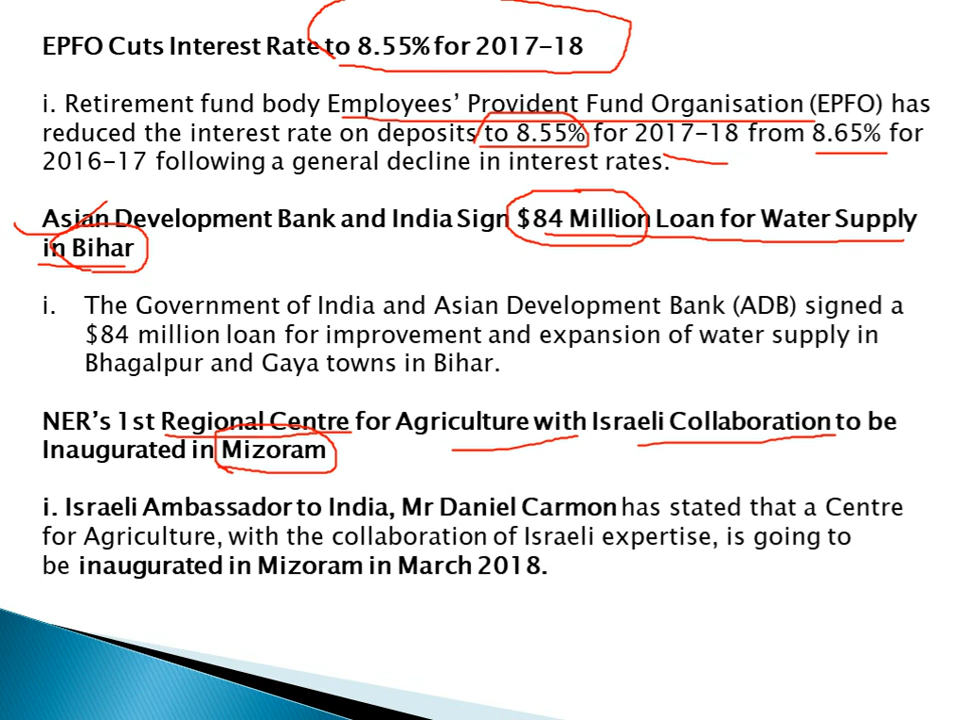 EPFO Cuts Interest Rate to 8.55% for 2017-18
i. Retirement fund body Employees' Provident Fund Organisation (EPFO) has
reduced the interest rate on deposits to 8.55% for 2017-18 from 8.65% for
2016-17 following a general decline in interest rates.
Asian Development Bank and India Sign $84 Million Loan for Water Supply
in Bihar
i. The Government of India and Asian Development Bank (ADB) signed a
$84 million loan for improvement and expansion of water supply in
Bhagalpur and Gaya towns in Bihar.
NER's 1st Regional Centre for Agriculture with Israeli Collaboration to be
Inaugurated in Mizoram
i. Israeli Ambassador to India, Mr Daniel Carmon has stated that a Centre
for Agriculture, with the collaboration of Israeli expertise, is going to
be inaugurated in Mizoram in March 2018.